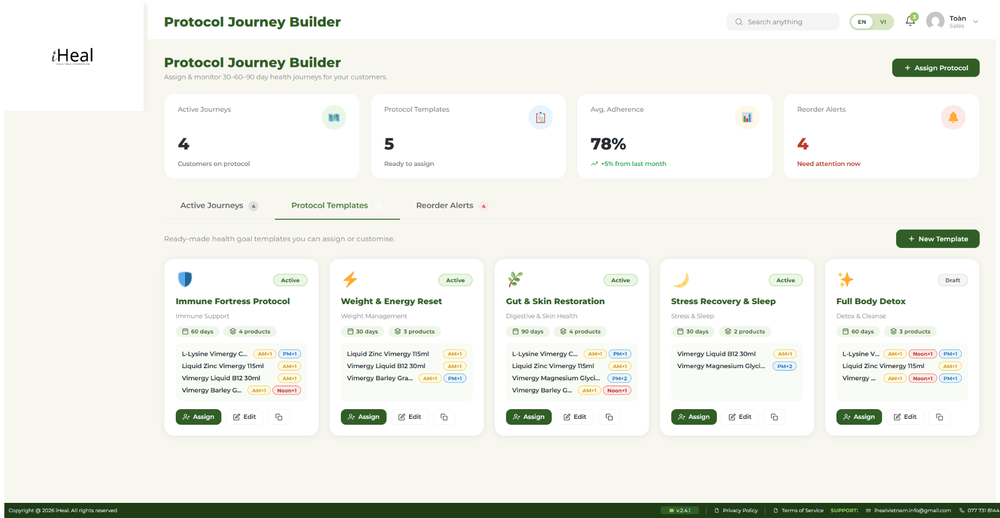 iHeal
YOUR TRUE COMPANION
Protocol Journey Builder
Search anything
EN VI
3
Toàn
Sales
Protocol Journey Builder
Assign & monitor 30–60–90 day health journeys for your customers.
+ Assign Protocol
Active Journeys
4
Customers on protocol
Protocol Templates
5
Ready to assign
Avg. Adherence
78%
+5% from last month
Reorder Alerts
4
Need attention now
Active Journeys 4
Protocol Templates
Reorder Alerts 4
Ready-made health goal templates you can assign or customise.
+ New Template
Active
Immune Fortress Protocol
Immune Support
60 days 4 products
L-Lysine Vimergy C... AM×1 PM×1
Liquid Zinc Vimergy 115ml AM×1
Vimergy Liquid B12 30ml AM×1
Vimergy Barley G... AM×1 Noon×1
Assign Edit
Active
Weight & Energy Reset
Weight Management
30 days 3 products
Liquid Zinc Vimergy 115ml AM×1
Vimergy Liquid B12 30ml AM×1
Vimergy Barley Gra... AM×1 PM×1
Assign Edit
Active
Gut & Skin Restoration
Digestive & Skin Health
90 days 4 products
L-Lysine Vimergy C... AM×1 PM×1
Liquid Zinc Vimergy 115ml AM×1
Vimergy Magnesium Glyci... PM×2
Vimergy Barley G... AM×1 Noon×1
Assign Edit
Active
Stress Recovery & Sleep
Stress & Sleep
30 days 2 products
Vimergy Liquid B12 30ml AM×1
Vimergy Magnesium Glyci... PM×2
Assign Edit
Draft
Full Body Detox
Detox & Cleanse
60 days 3 products
L-Lysine V... AM×1 Noon×1 PM×1
Liquid Zinc Vimergy 115ml AM×1
Vimergy ... AM×1 Noon×1 PM×1
Assign Edit
Copyright @ 2026 iHeal. All rights reserved
v.2.4.1
Privacy Policy
Terms of Service
SUPPORT:
ihealvietnam.info@gmail.com
077 731 8144